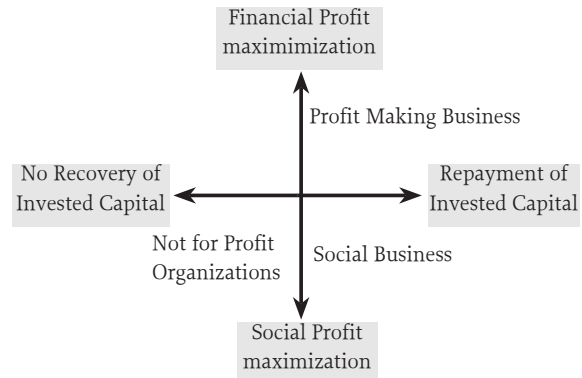 Financial Profit
maximimization
Profit Making Business
No Recovery of
Invested Capital
Repayment of
Invested Capital
Not for Profit
Organizations
Social Business
Social Profit
maximization